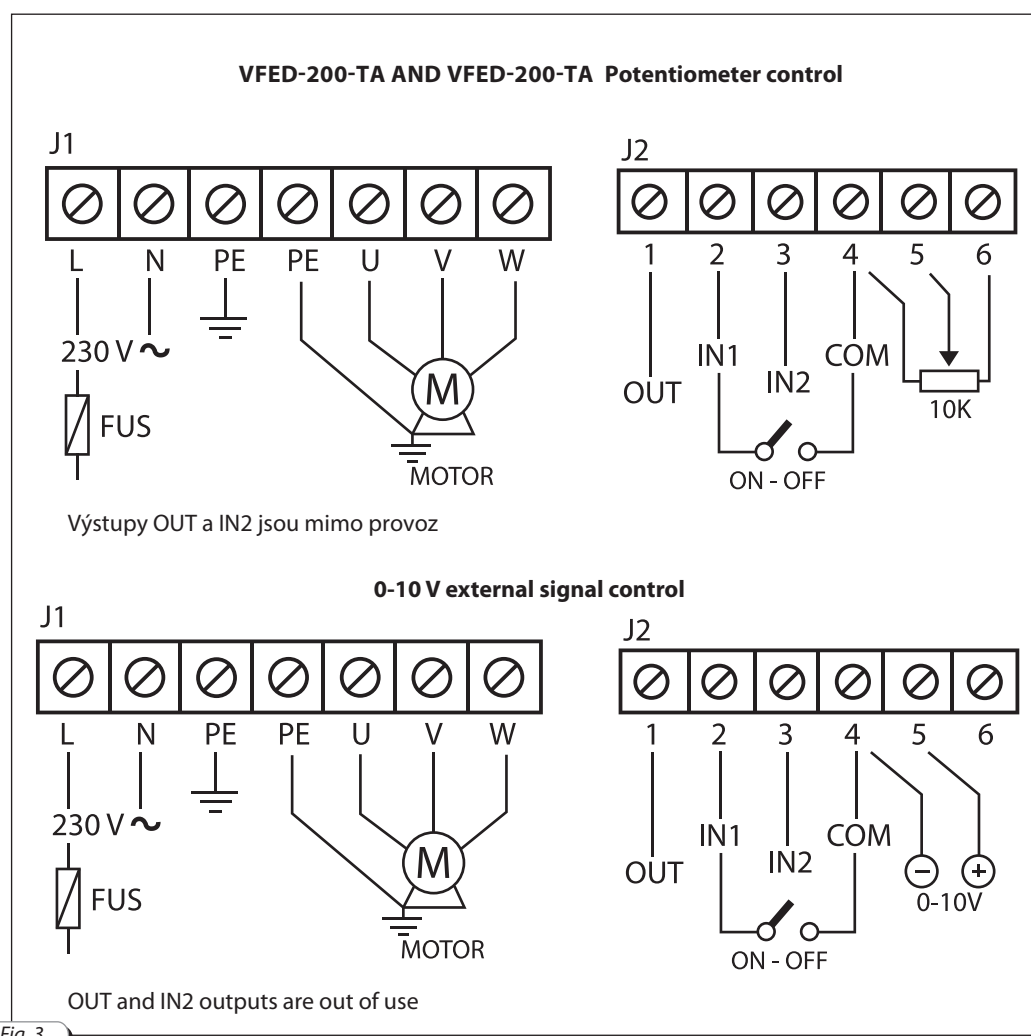 VFED-200-TA AND VFED-200-TA Potentiometer control
J1
L N PE PE U V W
230 V ~
FUS
M
MOTOR
J2
1 2 3 4 5 6
OUT IN1 IN2 COM
10K
ON - OFF
Výstupy OUT a IN2 jsou mimo provoz
0-10 V external signal control
J1
L N PE PE U V W
230 V ~
FUS
M
MOTOR
J2
1 2 3 4 5 6
OUT IN1 IN2 COM
- +
0-10V
ON - OFF
OUT and IN2 outputs are out of use
Fig. 3